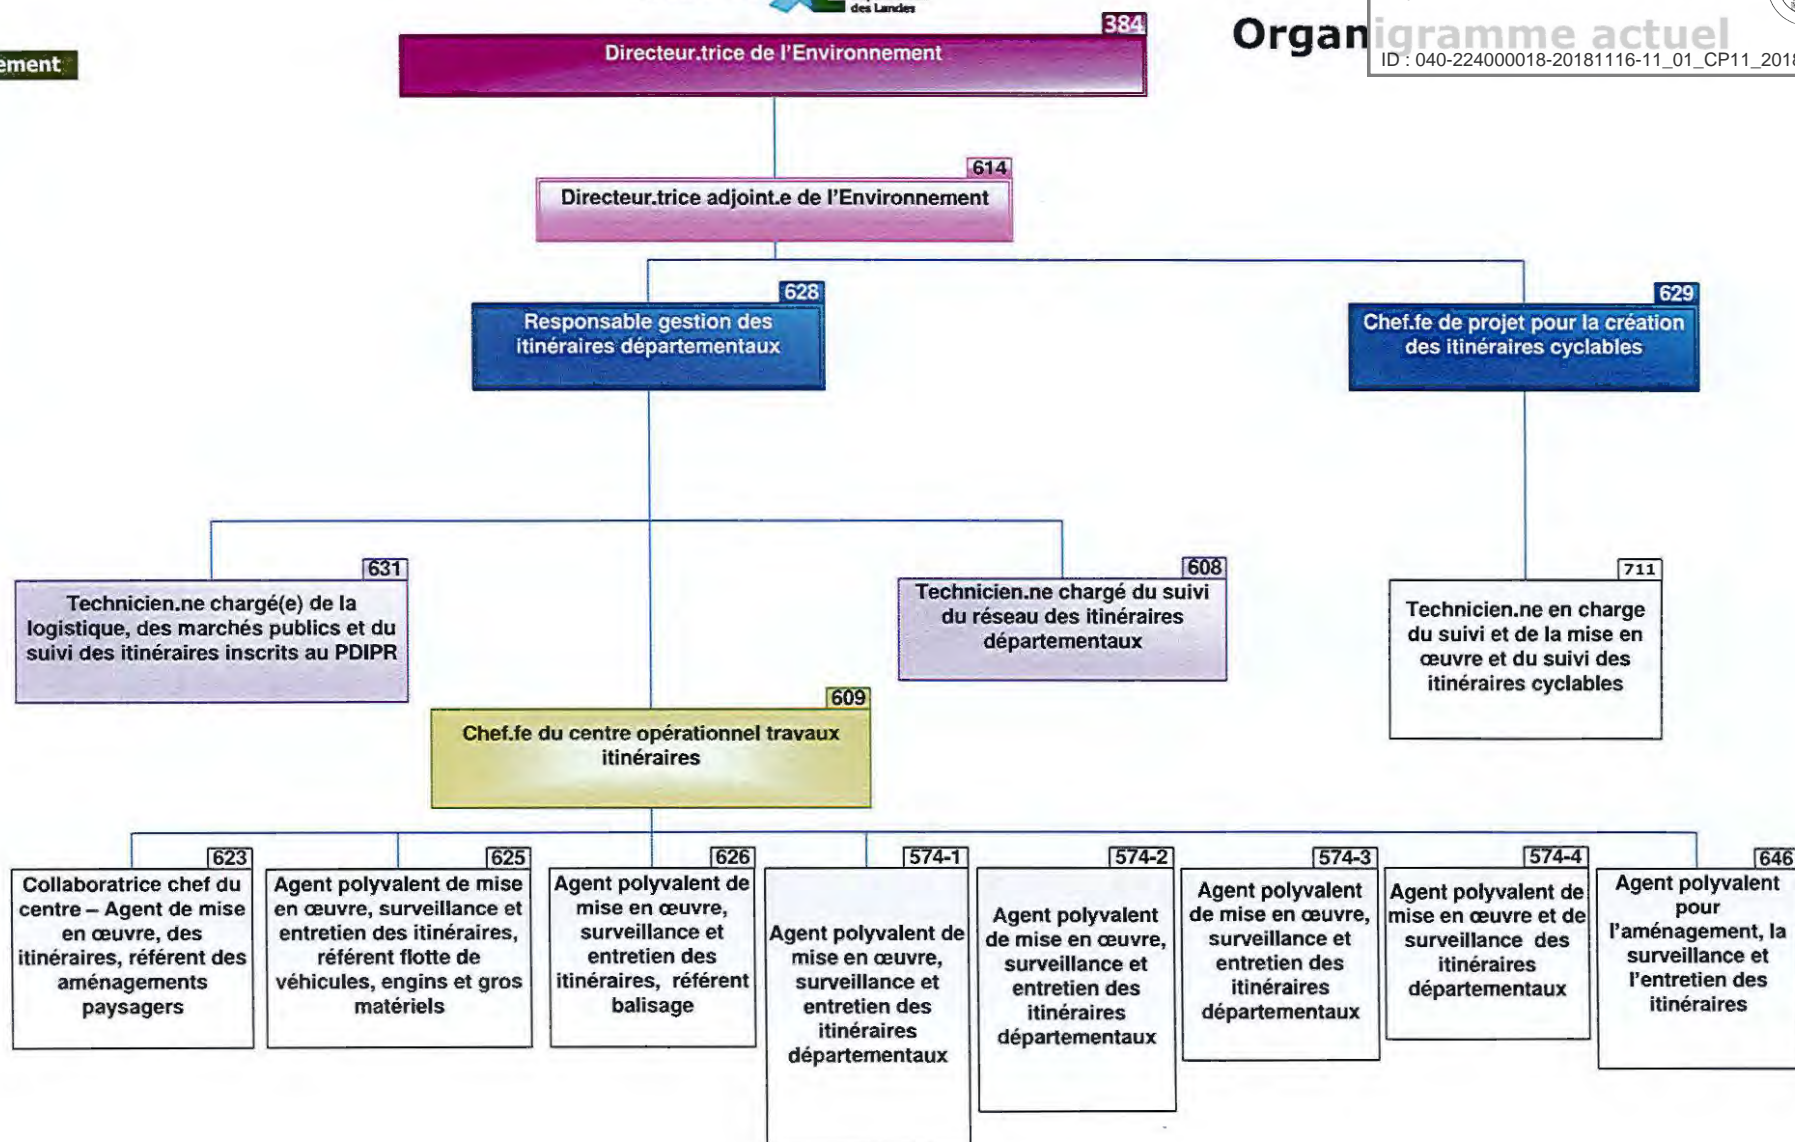 des Landes
ement
Organigramme actuel
ID : 040-224000018-20181116-11_01_CP11_2018
384
Directeur.trice de l'Environnement
614
Directeur.trice adjoint.e de l'Environnement
628
Responsable gestion des
itinéraires départementaux
629
Chef.fe de projet pour la création
des itinéraires cyclables
631
Technicien.ne chargé(e) de la
logistique, des marchés publics et du
suivi des itinéraires inscrits au PDIPR
608
Technicien.ne chargé du suivi
du réseau des itinéraires
départementaux
711
Technicien.ne en charge
du suivi et de la mise en
œuvre et du suivi des
itinéraires cyclables
609
Chef.fe du centre opérationnel travaux
itinéraires
623
Collaboratrice chef du
centre – Agent de mise
en œuvre, des
itinéraires, référent des
aménagements
paysagers
625
Agent polyvalent de mise
en œuvre, surveillance et
entretien des itinéraires,
référent flotte de
véhicules, engins et gros
matériels
626
Agent polyvalent de
mise en œuvre,
surveillance et
entretien des
itinéraires, référent
balisage
574-1
Agent polyvalent de
mise en œuvre,
surveillance et
entretien des
itinéraires
départementaux
574-2
Agent polyvalent
de mise en œuvre,
surveillance et
entretien des
itinéraires
départementaux
574-3
Agent polyvalent
de mise en œuvre,
surveillance et
entretien des
itinéraires
départementaux
574-4
Agent polyvalent de
mise en œuvre et de
surveillance des
itinéraires
départementaux
646
Agent polyvalent
pour
l'aménagement, la
surveillance et
l'entretien des
itinéraires